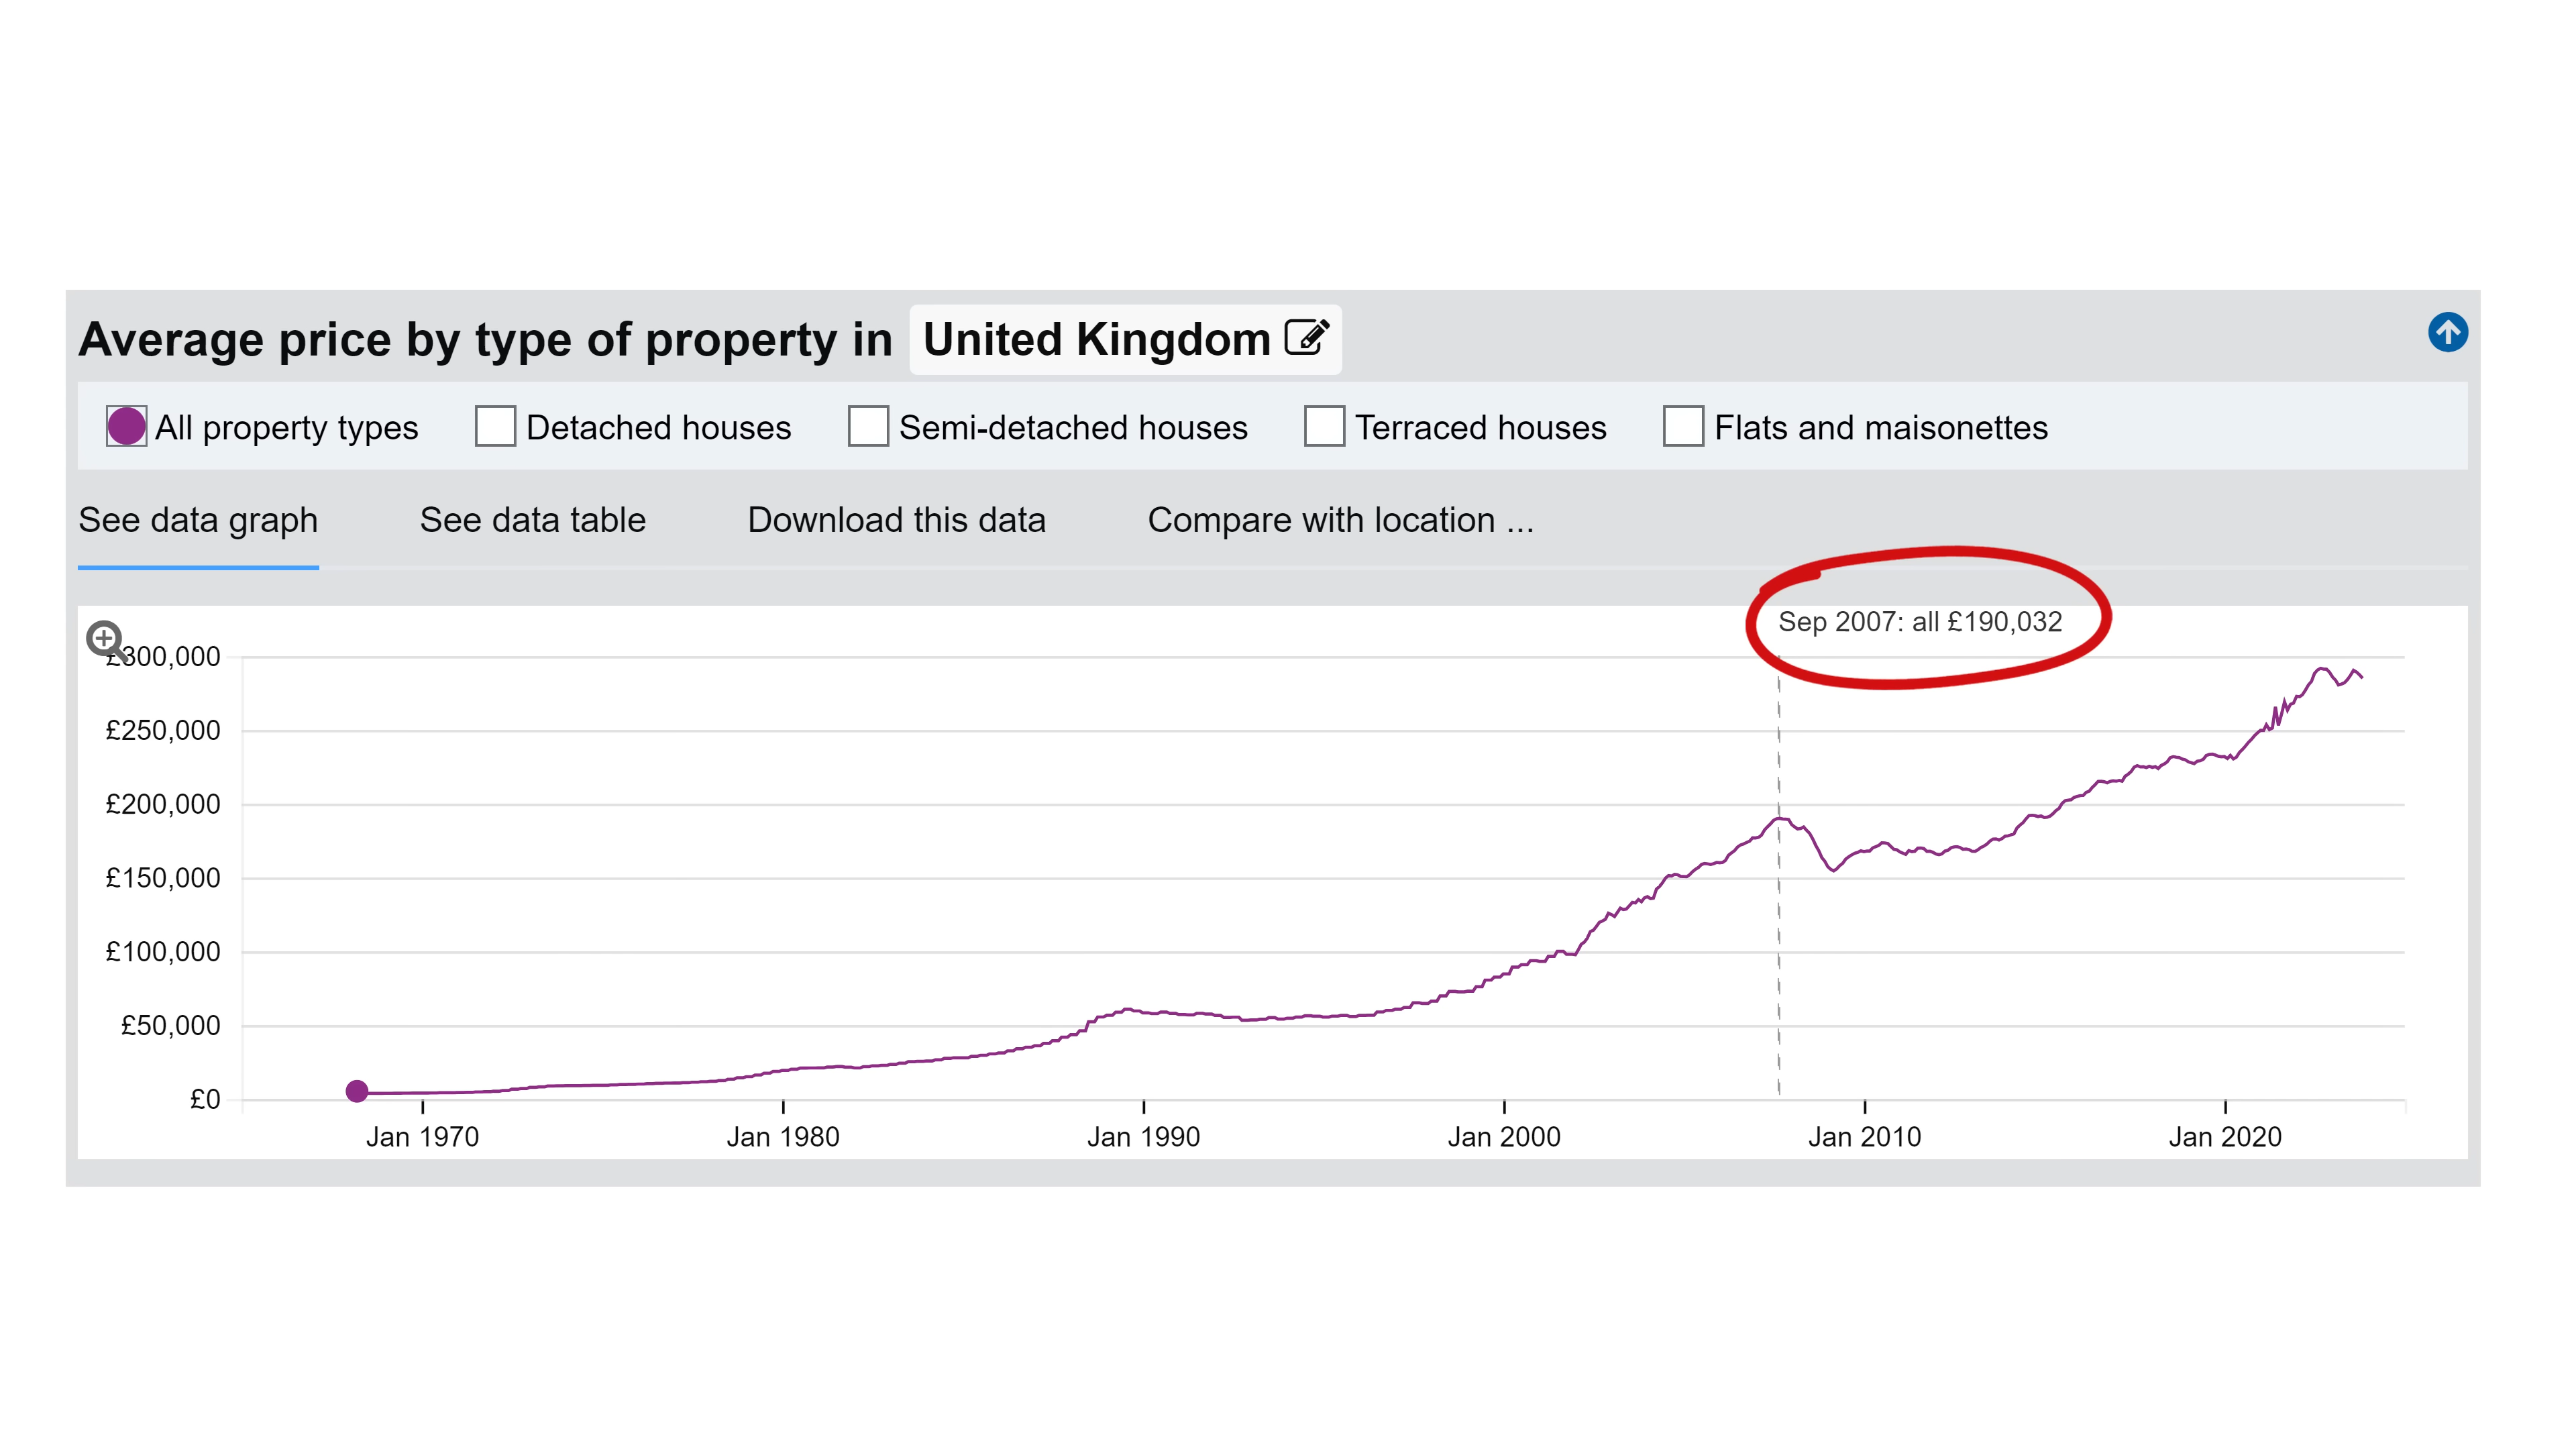 Average price by type of property in United Kingdom
All property types Detached houses Semi-detached houses Terraced houses Flats and maisonettes
See data graph See data table Download this data Compare with location ...
Sep 2007: all £190,032
£300,000
£250,000
£200,000
£150,000
£100,000
£50,000
£0
Jan 1970 Jan 1980 Jan 1990 Jan 2000 Jan 2010 Jan 2020